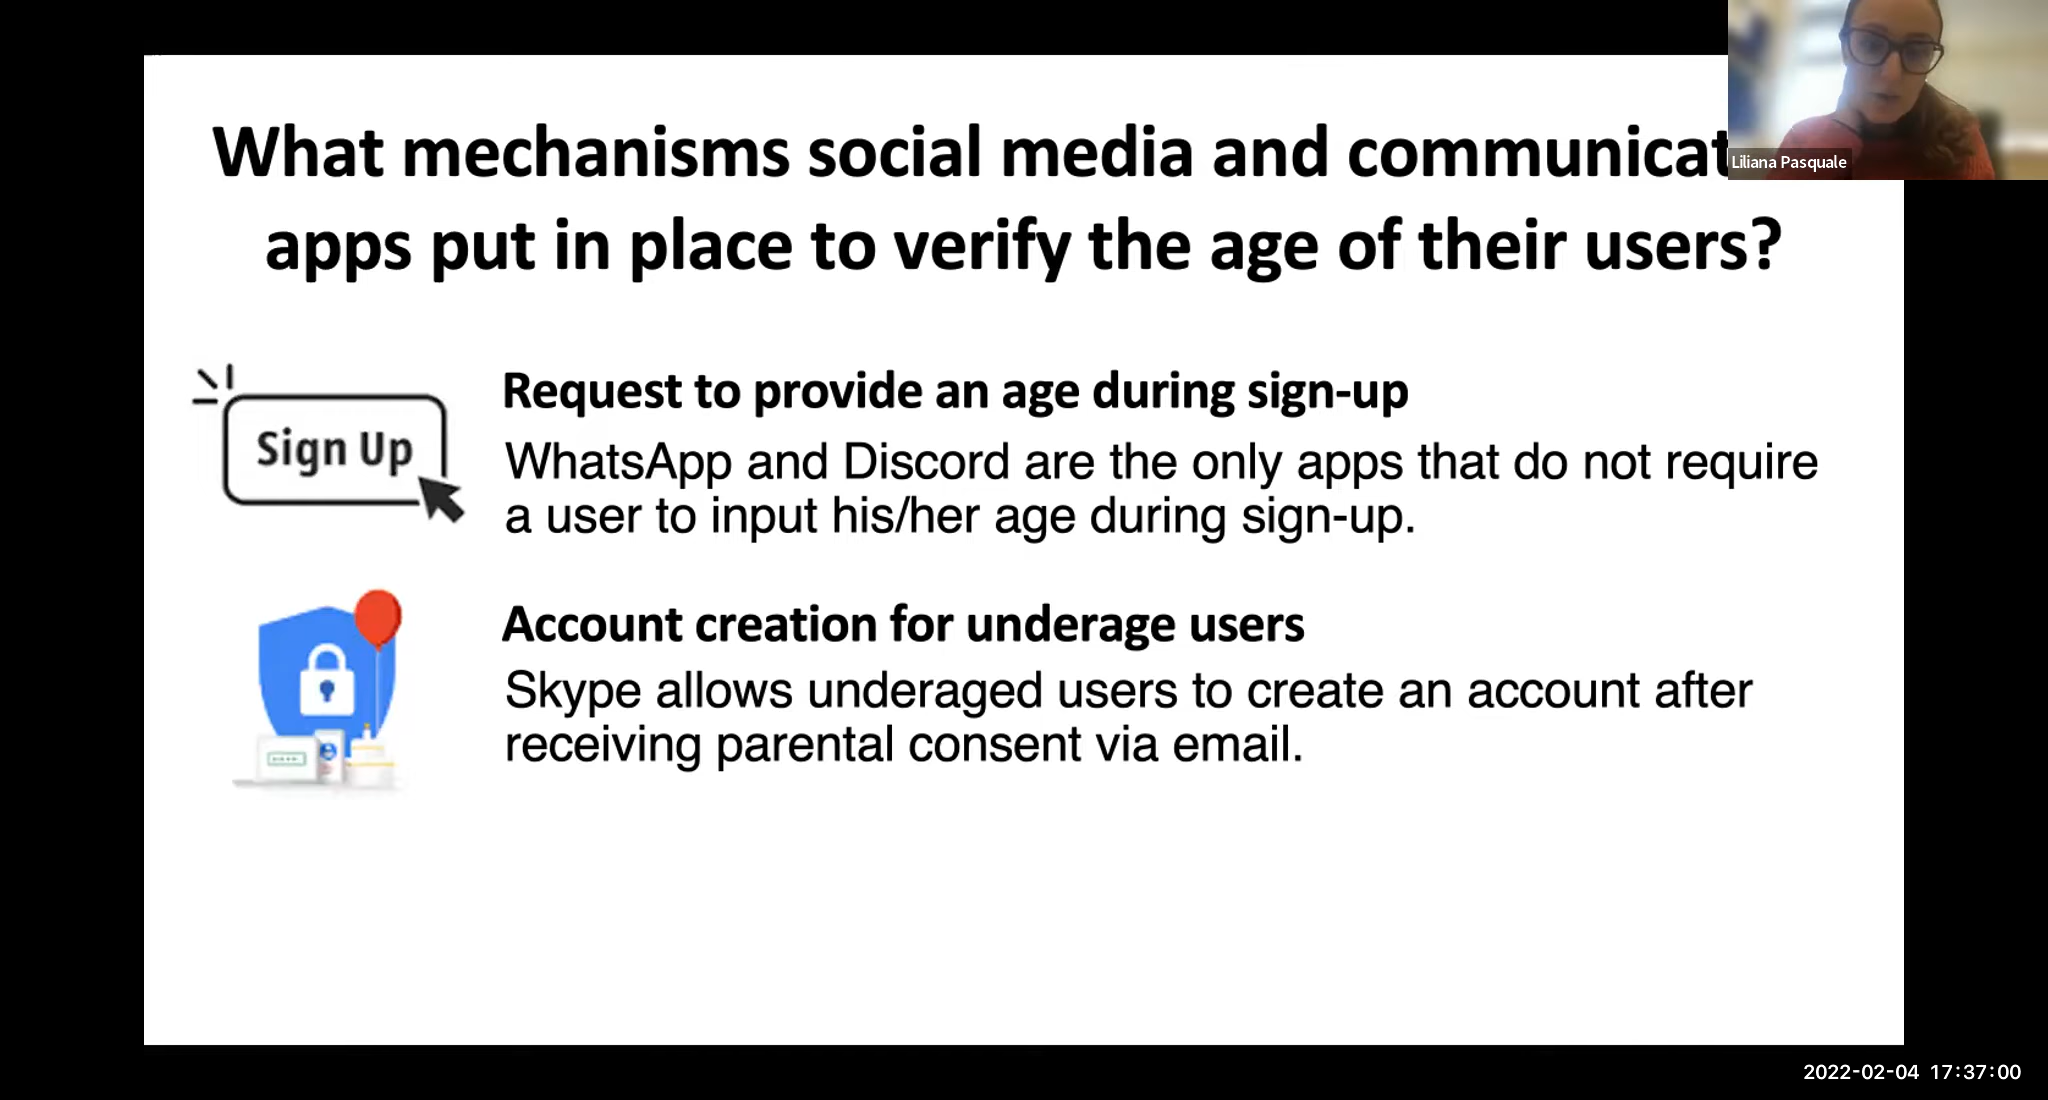 What mechanisms social media and communicat
apps put in place to verify the age of their users?
Liliana Pasquale
Sign Up
Request to provide an age during sign-up
WhatsApp and Discord are the only apps that do not require
a user to input his/her age during sign-up.
Account creation for underage users
Skype allows underaged users to create an account after
receiving parental consent via email.
2022-02-04 17:37:00